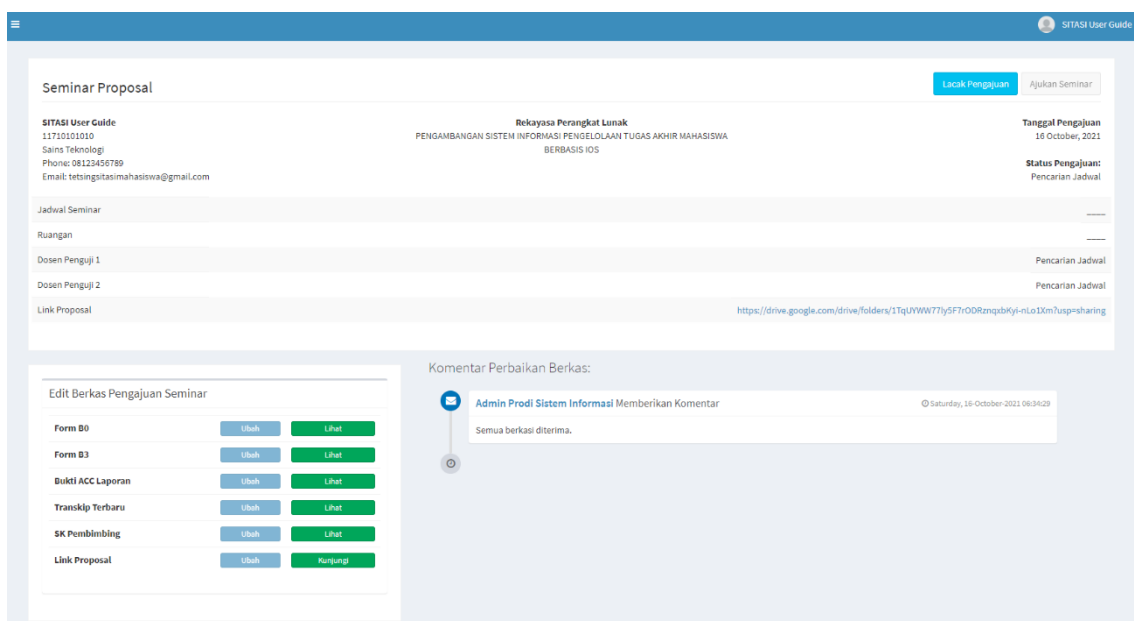 SITASI User Guide
Seminar Proposal
Lacak Pengajuan
Ajukan Seminar
SITASI User Guide
11710101010
Sains Teknologi
Phone: 08123456789
Email: tetsingsitasimahasiswa@gmail.com
Rekayasa Perangkat Lunak
PENGAMBANGAN SISTEM INFORMASI PENGELOLAAN TUGAS AKHIR MAHASISWA
BERBASIS IOS
Tanggal Pengajuan
16 October, 2021
Status Pengajuan:
Pencarian Jadwal
Jadwal Seminar ____
Ruangan ____
Dosen Penguji 1 Pencarian Jadwal
Dosen Penguji 2 Pencarian Jadwal
Link Proposal https://drive.google.com/drive/folders/1TqUYWW77Iy5F7rODRznqxbKyi-nLo1Xm?usp=sharing
Edit Berkas Pengajuan Seminar
Form B0 Ubah Lihat
Form B3 Ubah Lihat
Bukti ACC Laporan Ubah Lihat
Transkip Terbaru Ubah Lihat
SK Pembimbing Ubah Lihat
Link Proposal Ubah Kunjungi
Komentar Perbaikan Berkas:
Admin Prodi Sistem Informasi Memberikan Komentar
Saturday, 16-October-2021 06:34:29
Semua berkasi diterima.